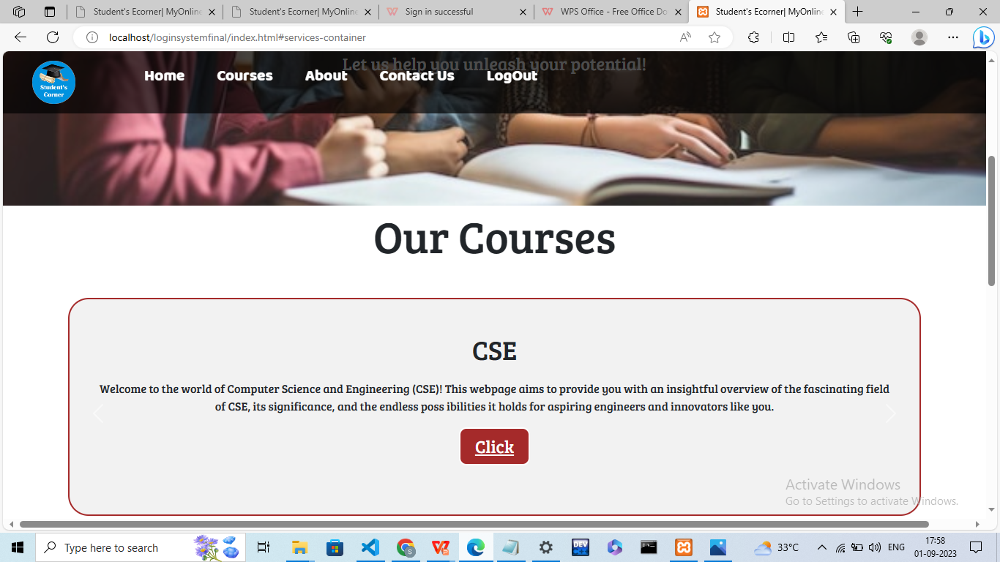 Student's Ecorner| MyOnline
Student's Ecorner| MyOnline
Sign in successful
WPS Office - Free Office Do
Student's Ecorner| MyOnline
localhost/loginsystemfinal/index.html#services-container
Let us help you unleash your potential!
Student's
Corner
Home
Courses
About
Contact Us
LogOut
Our Courses
CSE
Welcome to the world of Computer Science and Engineering (CSE)! This webpage aims to provide you with an insightful overview of the fascinating field
of CSE, its significance, and the endless poss ibilities it holds for aspiring engineers and innovators like you.
Click
Activate Windows
Go to Settings to activate Windows.
Type here to search
DEV
33°C
ENG
17:58
01-09-2023